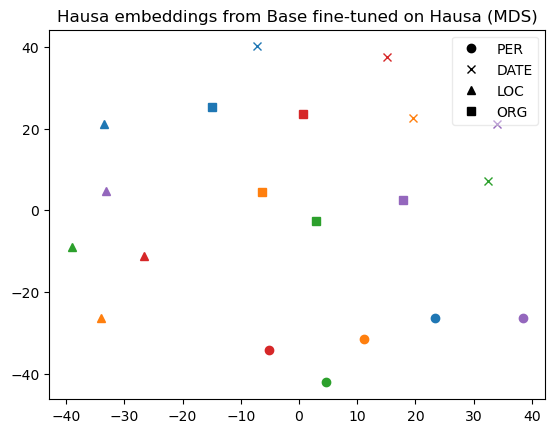 Hausa embeddings from Base fine-tuned on Hausa (MDS)
PER
DATE
LOC
ORG
40
20
0
−20
−40
−40 −30 −20 −10 0 10 20 30 40